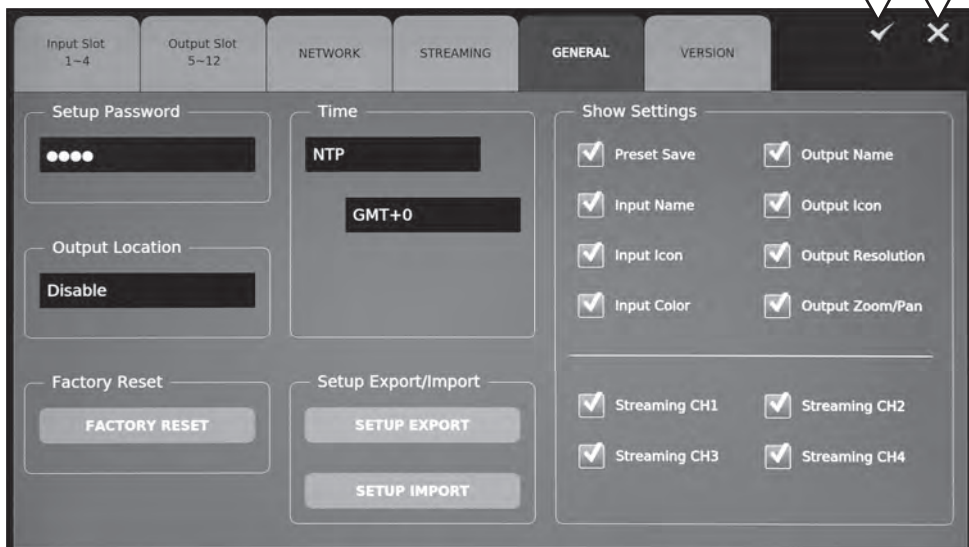 Input Slot
1~4
Output Slot
5~12
NETWORK
STREAMING
GENERAL
VERSION
Setup Password
Output Location
Disable
Factory Reset
FACTORY RESET
Time
NTP
GMT+0
Setup Export/Import
SETUP EXPORT
SETUP IMPORT
Show Settings
Preset Save
Output Name
Input Name
Output Icon
Input Icon
Output Resolution
Input Color
Output Zoom/Pan
Streaming CH1
Streaming CH2
Streaming CH3
Streaming CH4